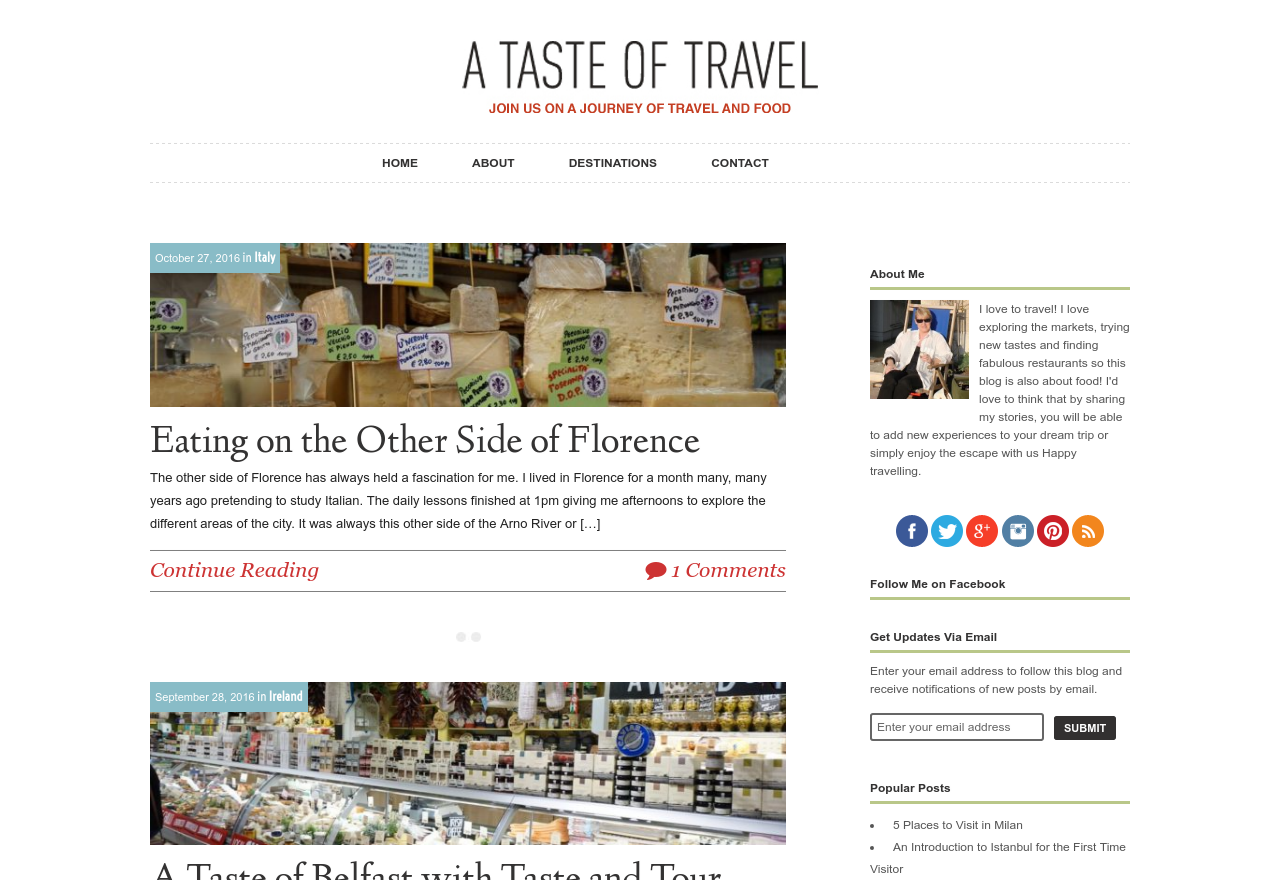 A TASTE OF TRAVEL
JOIN US ON A JOURNEY OF TRAVEL AND FOOD
HOME ABOUT DESTINATIONS CONTACT
October 27, 2016 in Italy
Eating on the Other Side of Florence
The other side of Florence has always held a fascination for me. I lived in Florence for a month many, many
years ago pretending to study Italian. The daily lessons finished at 1pm giving me afternoons to explore the
different areas of the city. It was always this other side of the Arno River or […]
Continue Reading 1 Comments
September 28, 2016 in Ireland
A Taste of Belfast with Taste and Tour
About Me
I love to travel! I love
exploring the markets, trying
new tastes and finding
fabulous restaurants so this
blog is also about food! I'd
love to think that by sharing
my stories, you will be able
to add new experiences to your dream trip or
simply enjoy the escape with us Happy
travelling.
Follow Me on Facebook
Get Updates Via Email
Enter your email address to follow this blog and
receive notifications of new posts by email.
Enter your email address SUBMIT
Popular Posts
• 5 Places to Visit in Milan
• An Introduction to Istanbul for the First Time
Visitor